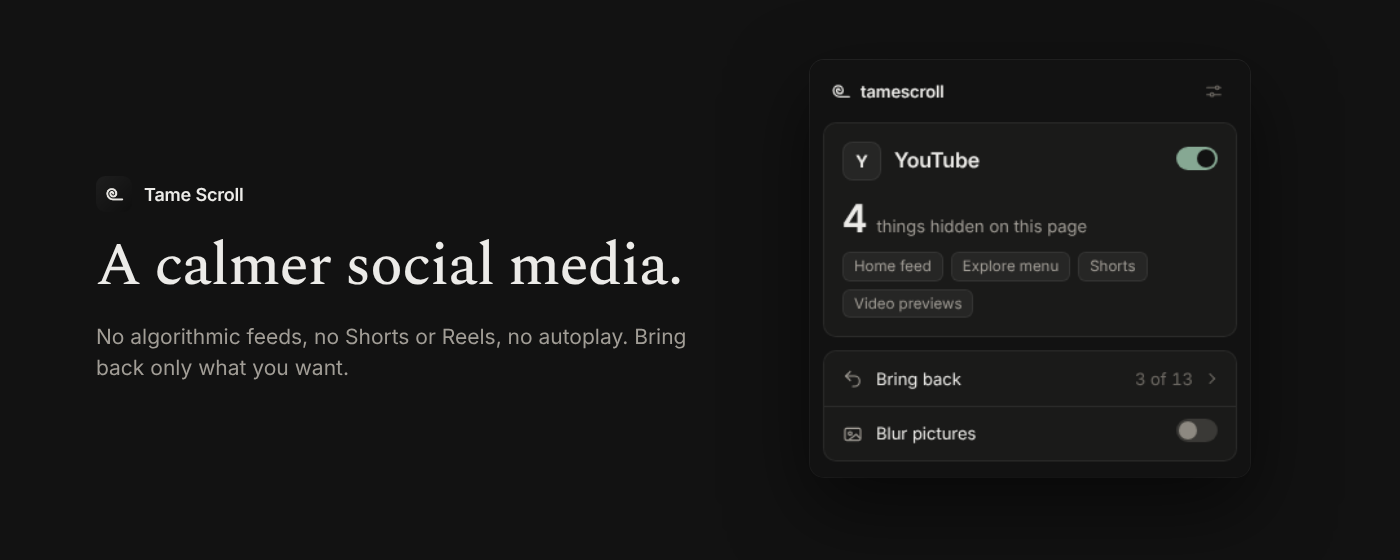 Tame Scroll
A calmer social media.
No algorithmic feeds, no Shorts or Reels, no autoplay. Bring
back only what you want.
tamescroll
Y YouTube
4 things hidden on this page
Home feed Explore menu Shorts
Video previews
Bring back 3 of 13
Blur pictures